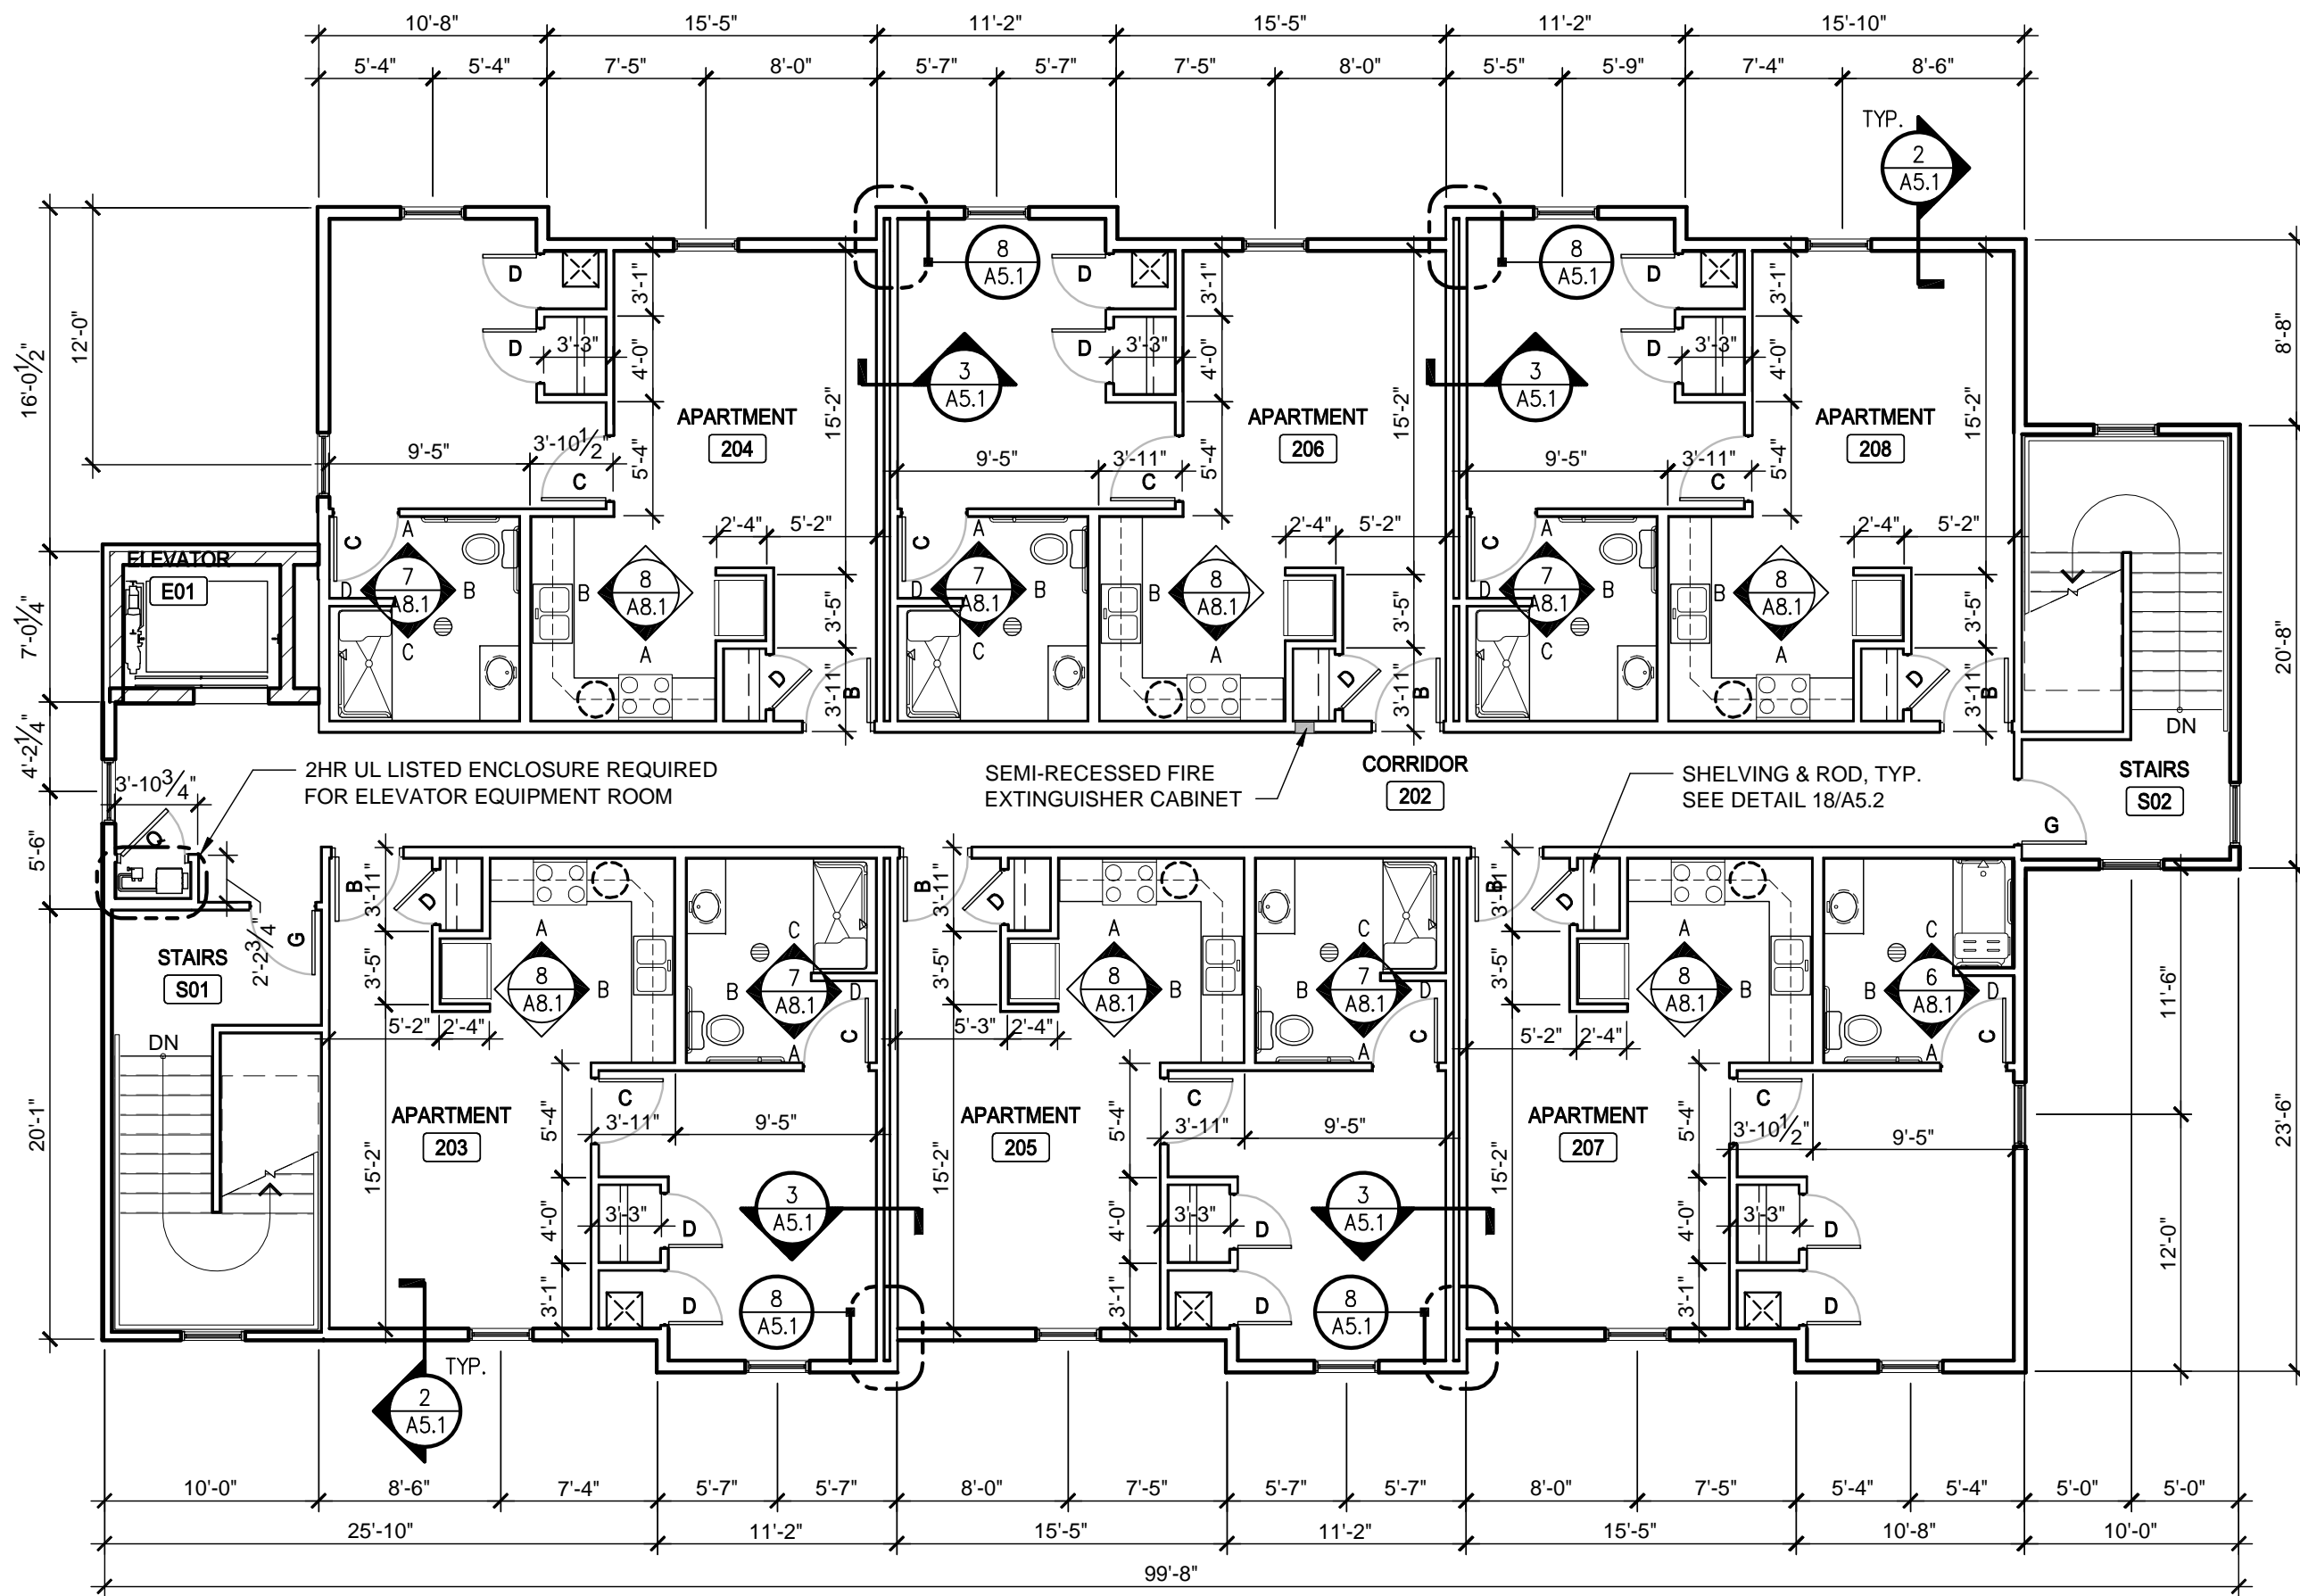 10'-8" 15'-5" 11'-2" 15'-5" 11'-2" 15'-10"
5'-4" 5'-4" 7'-5" 8'-0" 5'-7" 5'-7" 7'-5" 8'-0" 5'-5" 5'-9" 7'-4" 8'-6"
TYP.
2
A5.1
8
A5.1
8
A5.1
D D D
3'-1" 3'-1" 3'-1"
16'-0½"
12'-0"
8'-8"
D 3'-3" D 3'-3" D 3'-3"
4'-0" 4'-0" 4'-0"
3
A5.1
3
A5.1
15'-2" 15'-2" 15'-2"
APARTMENT
204
APARTMENT
206
APARTMENT
208
9'-5" 3'-10½" 9'-5" 3'-11" 9'-5" 3'-11"
5'-4" 5'-4" 5'-4"
C C C
2'-4" 5'-2" 2'-4" 5'-2" 2'-4" 5'-2"
ELEVATOR
E01
C A D B C
7
A8.1
8
A8.1
B A
C A D B C
7
A8.1
8
A8.1
B A
C A D B C
7
A8.1
8
A8.1
B A
3'-5" 3'-5" 3'-5"
7'-0¼"
20'-8"
D B D B D B
3'-11" 3'-11" 3'-11"
DN
4'-2¼"
3'-10¾"
2HR UL LISTED ENCLOSURE REQUIRED
FOR ELEVATOR EQUIPMENT ROOM
SEMI-RECESSED FIRE
EXTINGUISHER CABINET
CORRIDOR
202
SHELVING & ROD, TYP.
SEE DETAIL 18/A5.2
STAIRS
S02
G
Q
5'-6"
B D B D B D
3'-11" 3'-11" 3'-11"
G
2'-2¾"
STAIRS
S01
3'-5" 3'-5" 3'-5"
A B
8
A8.1
C B D A
7
A8.1
C
A B
8
A8.1
C B D A
7
A8.1
C
A B
8
A8.1
C B D A
6
A8.1
C
11'-6"
5'-2" 2'-4" 5'-3" 2'-4" 5'-2" 2'-4"
DN
APARTMENT
203
APARTMENT
205
APARTMENT
207
C C C
5'-4" 5'-4" 5'-4"
3'-11" 9'-5" 3'-11" 9'-5" 3'-10½" 9'-5"
20'-1"
15'-2" 15'-2" 15'-2"
23'-6"
3
A5.1
3
A5.1
3'-3" D 3'-3" D 3'-3" D
4'-0" 4'-0" 4'-0"
12'-0"
3'-1" D 3'-1" D 3'-1" D
8
A5.1
8
A5.1
TYP.
2
A5.1
10'-0" 8'-6" 7'-4" 5'-7" 5'-7" 8'-0" 7'-5" 5'-7" 5'-7" 8'-0" 7'-5" 5'-4" 5'-4" 5'-0" 5'-0"
25'-10" 11'-2" 15'-5" 11'-2" 15'-5" 10'-8" 10'-0"
99'-8"